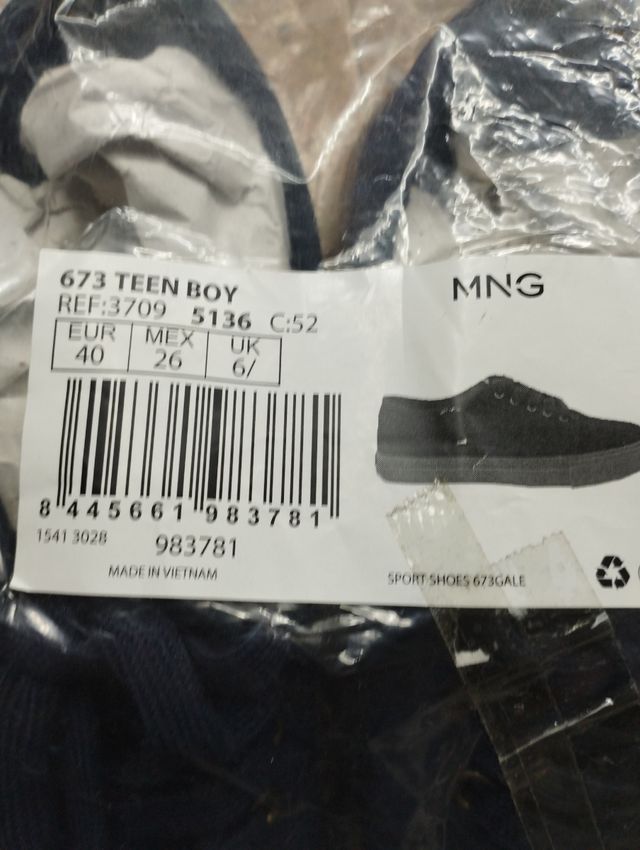 673 TEEN BOY
REF:3709 5136 C:52
EUR MEX UK
40 26 6/
8 445661 983781
1541 3028
983781
MADE IN VIETNAM
MNG
SPORT SHOES 673GALE